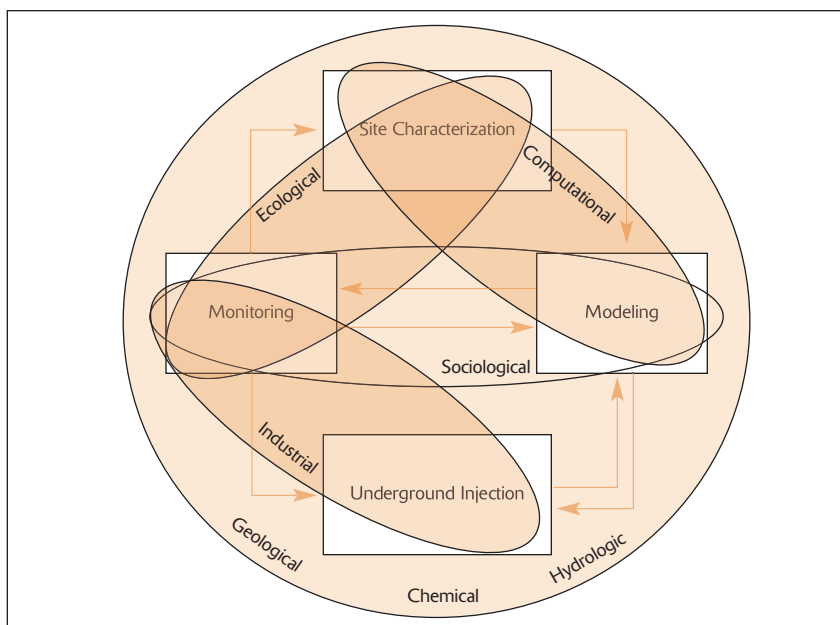 Site Characterization
Ecological
Computational
Monitoring
Modeling
Sociological
Industrial
Underground Injection
Geological
Hydrologic
Chemical